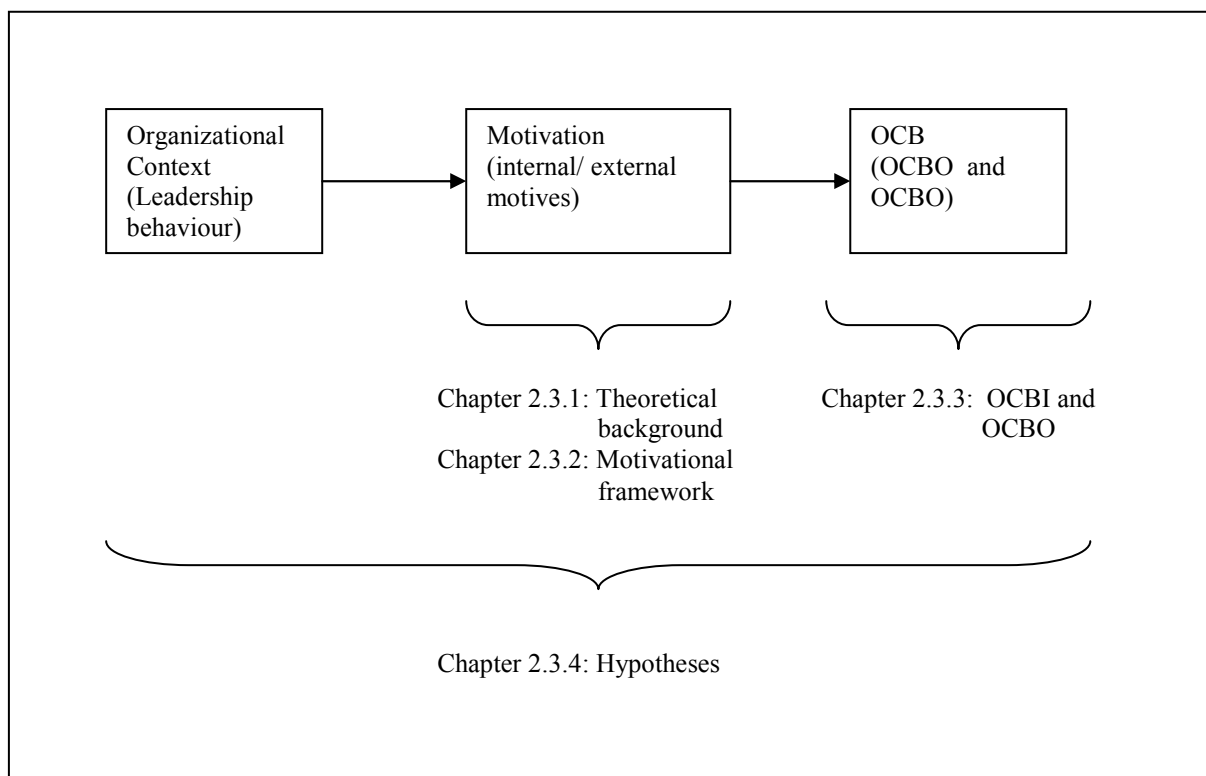 Organizational
Context
(Leadership
behaviour)
Motivation
(internal/ external
motives)
OCB
(OCBO and
OCBO)
Chapter 2.3.1: Theoretical
background
Chapter 2.3.2: Motivational
framework
Chapter 2.3.3: OCBI and
OCBO
Chapter 2.3.4: Hypotheses